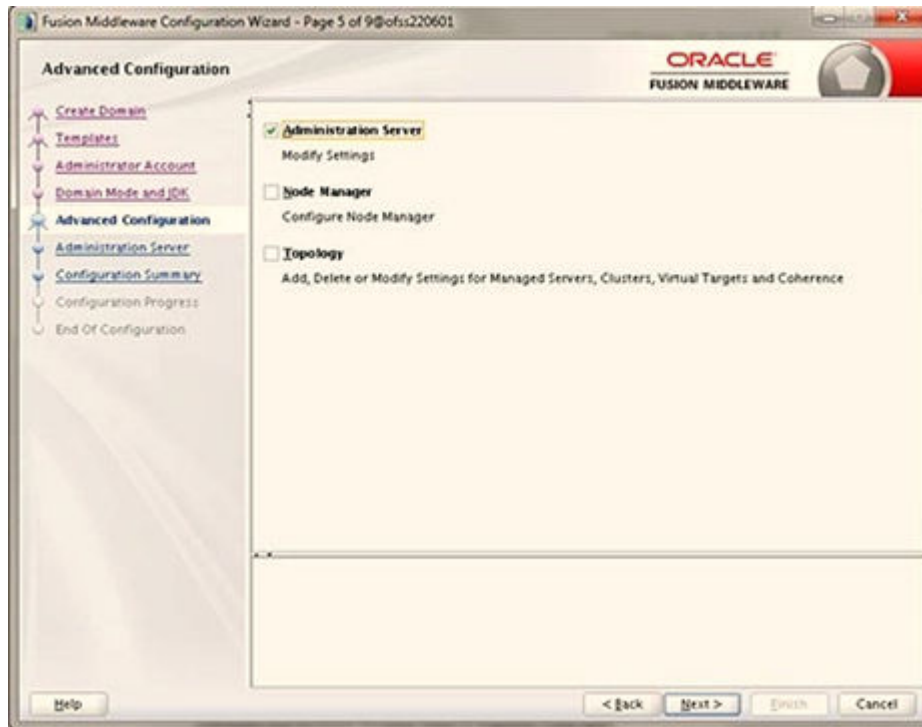 Fusion Middleware Configuration Wizard - Page 5 of 9@ofss220601
Advanced Configuration
ORACLE
FUSION MIDDLEWARE
Create Domain
Templates
Administrator Account
Domain Mode and JDK
Advanced Configuration
Administration Server
Configuration Summary
Configuration Progress
End Of Configuration
Administration Server
Modify Settings
Node Manager
Configure Node Manager
Topology
Add, Delete or Modify Settings for Managed Servers, Clusters, Virtual Targets and Coherence
Help
< Back
Next >
Finish
Cancel